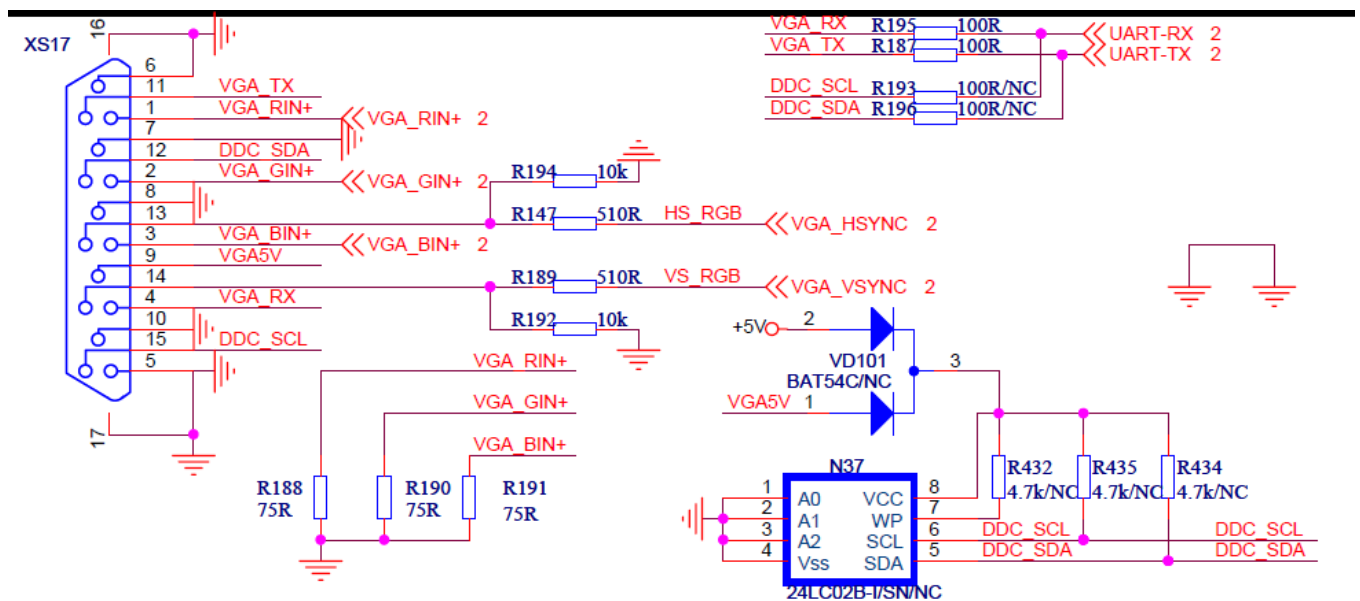 XS17
16
6
11 VGA_TX
1 VGA_RIN+ VGA_RIN+ 2
7
12 DDC_SDA
2 VGA_GIN+ VGA_GIN+ 2
8
13
3 VGA_BIN+ VGA_BIN+ 2
9 VGA5V
14
4 VGA_RX
10
15 DDC_SCL
5
17
VGA_RX R195 100R UART-RX 2
VGA_TX R187 100R UART-TX 2
DDC_SCL R193 100R/NC
DDC_SDA R196 100R/NC
R194 10k
R147 510R HS_RGB VGA_HSYNC 2
R189 510R VS_RGB VGA_VSYNC 2
R192 10k
VGA_RIN+
VGA_GIN+
VGA_BIN+
R188 R190 R191
75R 75R 75R
+5V 2
VD101 3
BAT54C/NC
VGA5V 1
N37
R432 R435 R434
4.7k/NC 4.7k/NC 4.7k/NC
1 A0 VCC 8
2 A1 WP 7
3 A2 SCL 6 DDC_SCL DDC_SCL
4 Vss SDA 5 DDC_SDA DDC_SDA
24LC02B-I/SN/NC